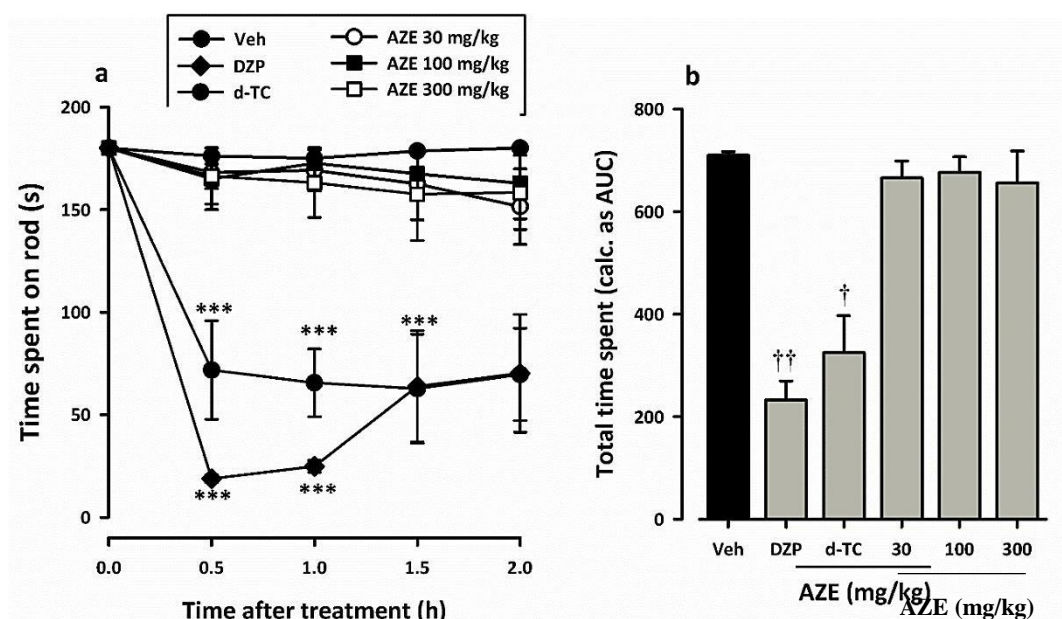 Veh
DZP
d-TC
AZE 30 mg/kg
AZE 100 mg/kg
AZE 300 mg/kg
a
200
150
100
50
0
Time spent on rod (s)
***
***
***
***
***
0.0 0.5 1.0 1.5 2.0
Time after treatment (h)
b
800
600
400
200
0
Total time spent (calc. as AUC)
††
†
Veh DZP d-TC 30 100 300
AZE (mg/kg)
AZE (mg/kg)